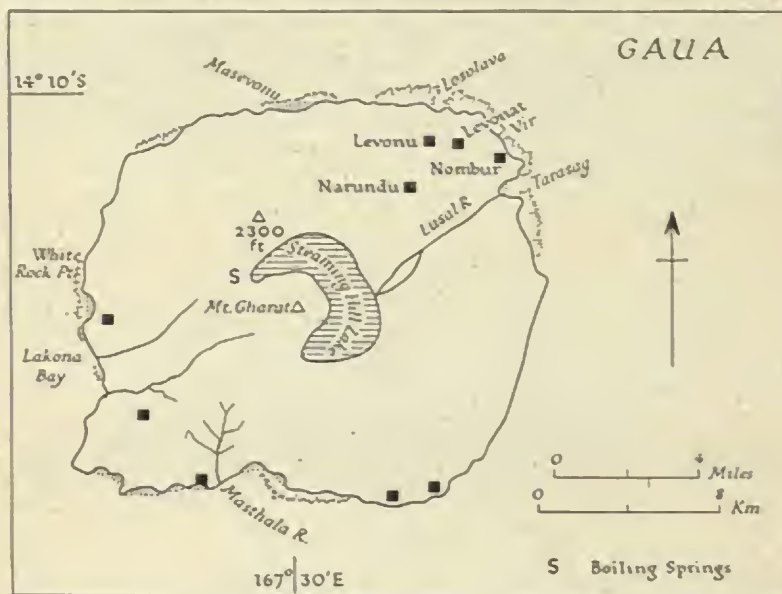 GAUA
14° 10'S
Masevonu
Losolava
Levonat
Vir
Levonu
Nombur
Tarasag
Narundu
Lusal R.
2300
ft
Steaming Hill Lake
White
Rock Pt.
S
Mt. Gharat
Lakona
Bay
Masthala R.
0 4
Miles
0 8
Km
S Boiling Springs
167° 30'E